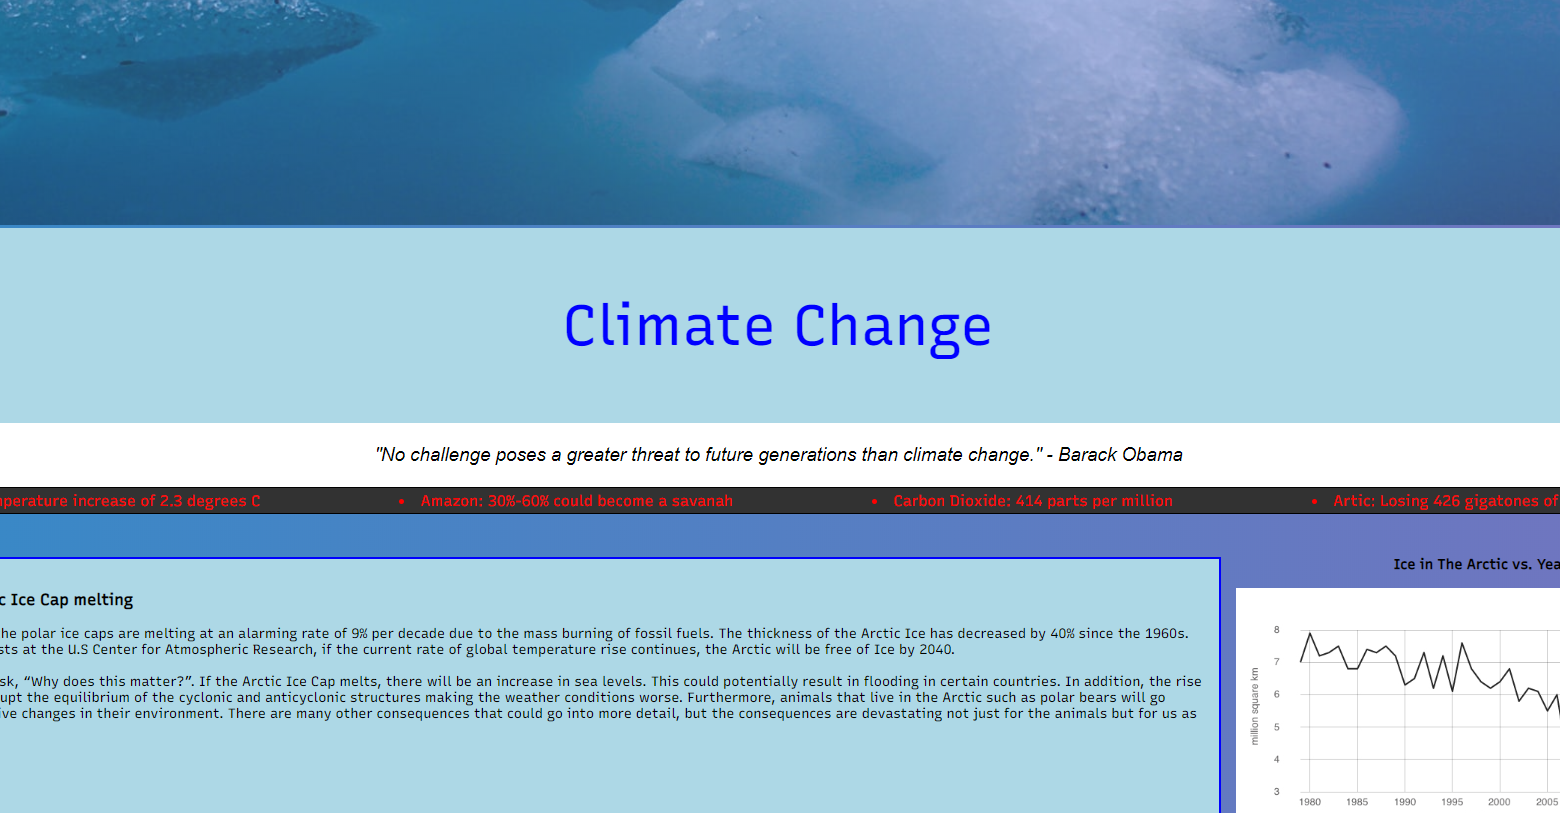 Climate Change
"No challenge poses a greater threat to future generations than climate change." - Barack Obama
increase of 2.3 degrees C • Amazon: 30%-60% could become a savanah • Carbon Dioxide: 414 parts per million • Artic: Losing 426 gigatones of
Ice in The Arctic vs.
Ice Cap melting
he polar ice caps are melting at an alarming rate of 9% per decade due to the mass burning of fossil fuels. The thickness of the Arctic Ice has decreased by 40% since the 1960s.
sts at the U.S Center for Atmospheric Research, if the current rate of global temperature rise continues, the Arctic will be free of Ice by 2040.
sk, “Why does this matter?”. If the Arctic Ice Cap melts, there will be an increase in sea levels. This could potentially result in flooding in certain countries. In addition, the rise
upt the equilibrium of the cyclonic and anticyclonic structures making the weather conditions worse. Furthermore, animals that live in the Arctic such as polar bears will go
ive changes in their environment. There are many other consequences that could go into more detail, but the consequences are devastating not just for the animals but for us as
million square km
8
7
6
5
4
3
1980 1985 1990 1995 2000 2005